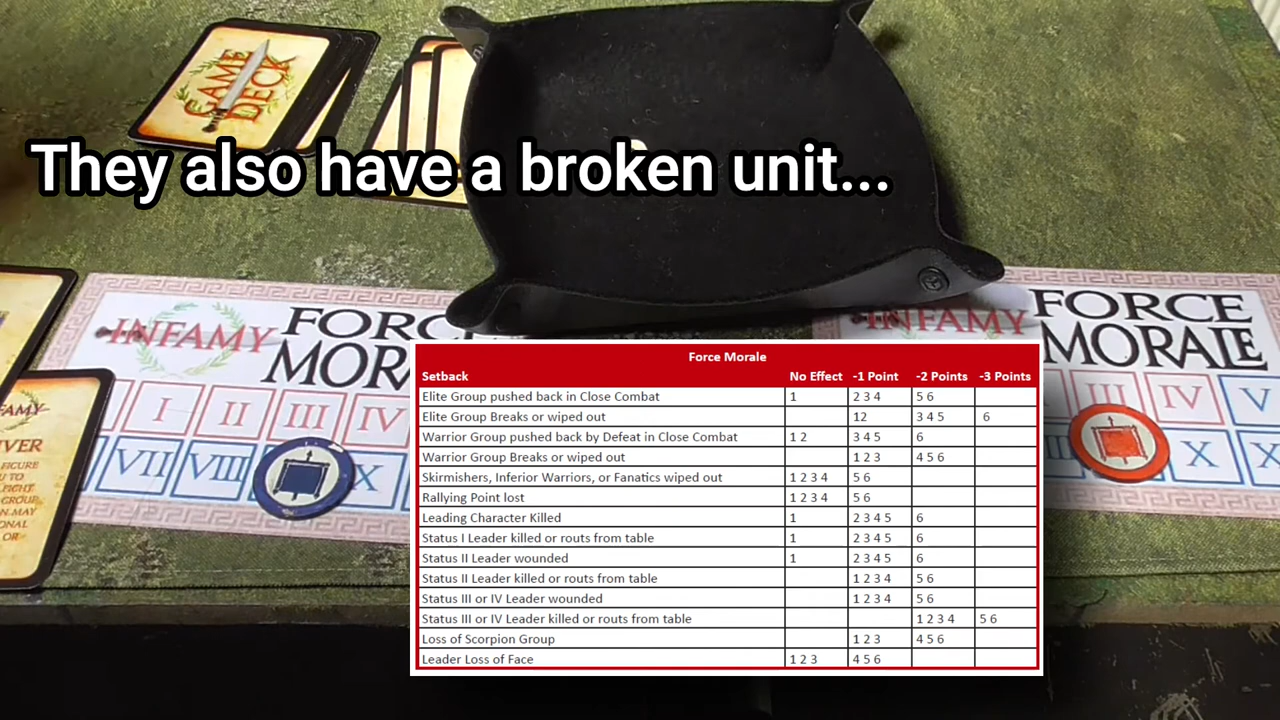 GAME
DECK
They also have a broken unit...
INFAMY FORCE
MORA
I II III IV
VII VIII X
INFAMY FORCE
MORALE
III V
X
VER
FIGURE
U TO
GROUP
MAY
ONAL
OR
Force Morale
Setback No Effect -1 Point -2 Points -3 Points
Elite Group pushed back in Close Combat 1 2 3 4 5 6
Elite Group Breaks or wiped out 12 3 4 5 6
Warrior Group pushed back by Defeat in Close Combat 1 2 3 4 5 6
Warrior Group Breaks or wiped out 1 2 3 4 5 6
Skirmishers, Inferior Warriors, or Fanatics wiped out 1 2 3 4 5 6
Rallying Point lost 1 2 3 4 5 6
Leading Character Killed 1 2 3 4 5 6
Status I Leader killed or routs from table 1 2 3 4 5 6
Status II Leader wounded 1 2 3 4 5 6
Status II Leader killed or routs from table 1 2 3 4 5 6
Status III or IV Leader wounded 1 2 3 4 5 6
Status III or IV Leader killed or routs from table 1 2 3 4 5 6
Loss of Scorpion Group 1 2 3 4 5 6
Leader Loss of Face 1 2 3 4 5 6